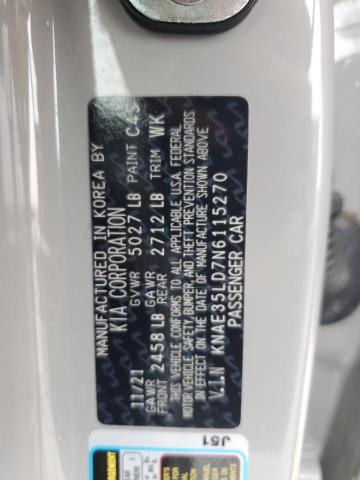 MANUFACTURED IN KOREA BY
KIA CORPORATION
GVWR 5027 LB PAINT C4S
11/21 GAWR GAWR
FRONT 2458 LB REAR 2712 LB TRIM WK
THIS VEHICLE CONFORMS TO ALL APPLICABLE U.S.A. FEDERAL
MOTOR VEHICLE SAFETY, BUMPER, AND THEFT PREVENTION STANDARDS
IN EFFECT ON THE DATE OF MANUFACTURE SHOWN ABOVE
V.I.N KNAE35LD7N6115270
PASSENGER CAR
J51